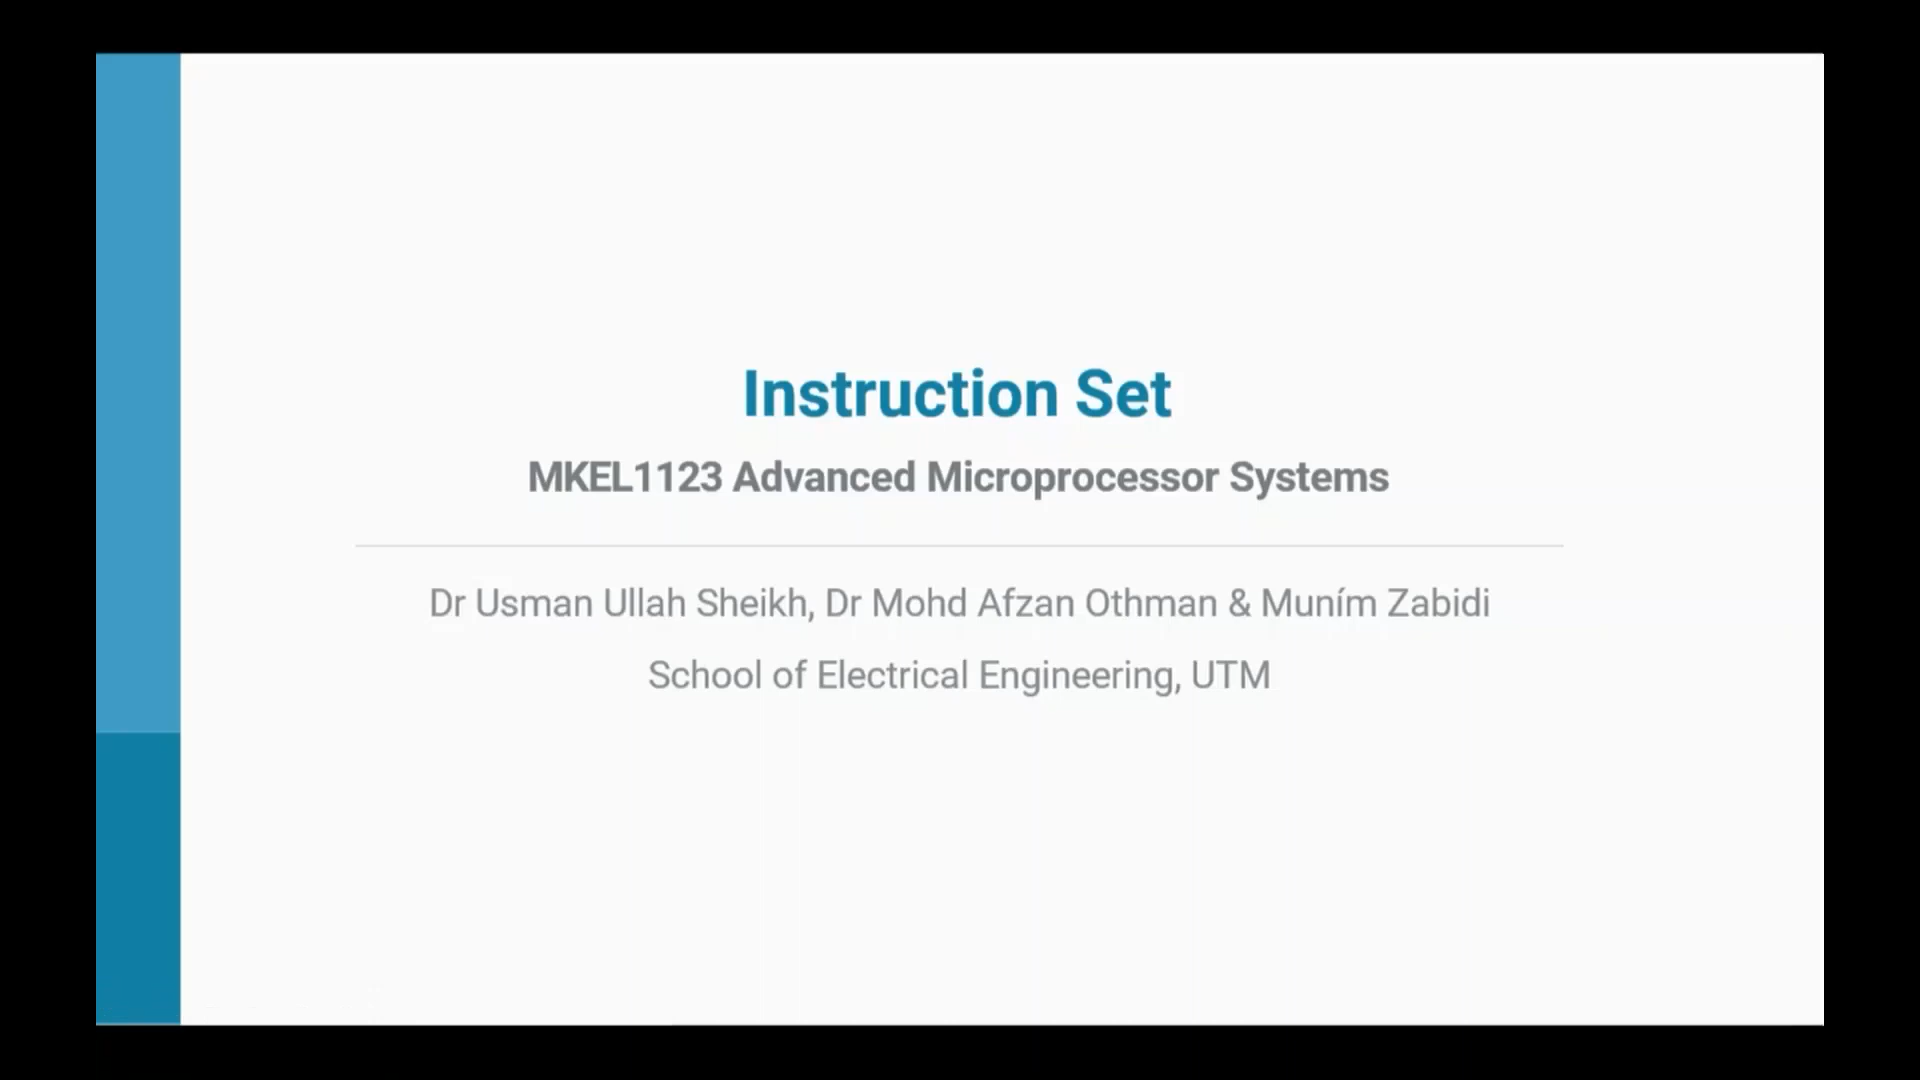 Instruction Set
MKEL1123 Advanced Microprocessor Systems
Dr Usman Ullah Sheikh, Dr Mohd Afzan Othman & Muním Zabidi
School of Electrical Engineering, UTM